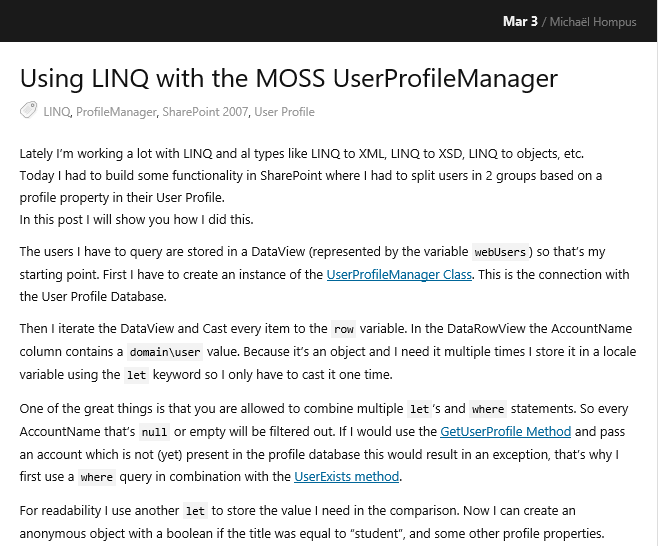 Mar 3 / Michaël Hompus
Using LINQ with the MOSS UserProfileManager
LINQ, ProfileManager, SharePoint 2007, User Profile
Lately I’m working a lot with LINQ and al types like LINQ to XML, LINQ to XSD, LINQ to objects, etc.
Today I had to build some functionality in SharePoint where I had to split users in 2 groups based on a
profile property in their User Profile.
In this post I will show you how I did this.
The users I have to query are stored in a DataView (represented by the variable webUsers) so that’s my
starting point. First I have to create an instance of the UserProfileManager Class. This is the connection with
the User Profile Database.
Then I iterate the DataView and Cast every item to the row variable. In the DataRowView the AccountName
column contains a domain\user value. Because it’s an object and I need it multiple times I store it in a locale
variable using the let keyword so I only have to cast it one time.
One of the great things is that you are allowed to combine multiple let’s and where statements. So every
AccountName that’s null or empty will be filtered out. If I would use the GetUserProfile Method and pass
an account which is not (yet) present in the profile database this would result in an exception, that’s why I
first use a where query in combination with the UserExists method.
For readability I use another let to store the value I need in the comparison. Now I can create an
anonymous object with a boolean if the title was equal to “student”, and some other profile properties.